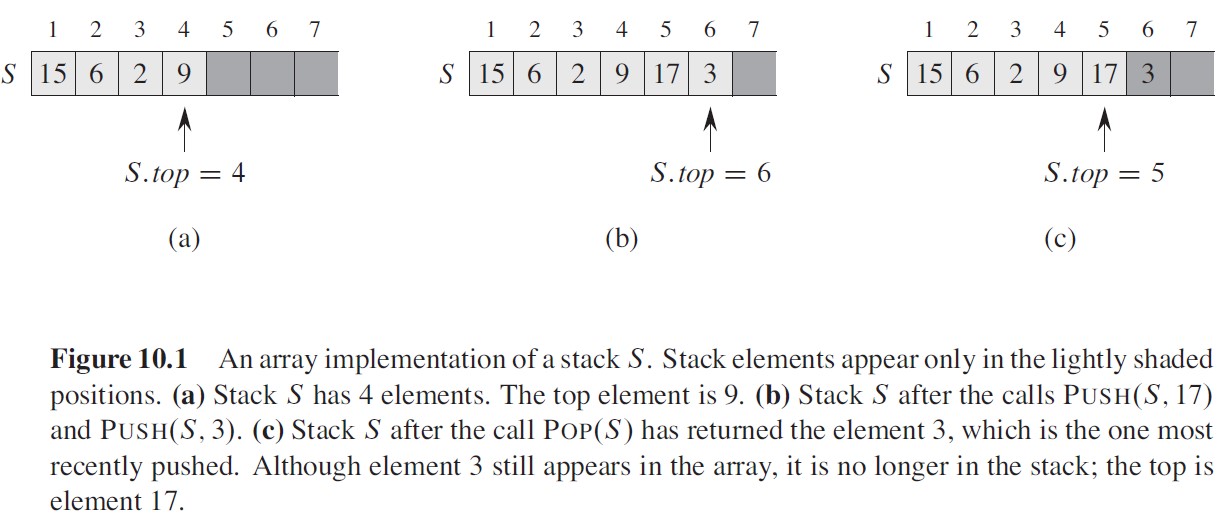 1 2 3 4 5 6 7 1 2 3 4 5 6 7 1 2 3 4 5 6 7
S 15 6 2 9 S 15 6 2 9 17 3 S 15 6 2 9 17 3
S.top = 4 S.top = 6 S.top = 5
(a) (b) (c)
Figure 10.1 An array implementation of a stack S. Stack elements appear only in the lightly shaded
positions. (a) Stack S has 4 elements. The top element is 9. (b) Stack S after the calls PUSH(S, 17)
and PUSH(S, 3). (c) Stack S after the call POP(S) has returned the element 3, which is the one most
recently pushed. Although element 3 still appears in the array, it is no longer in the stack; the top is
element 17.